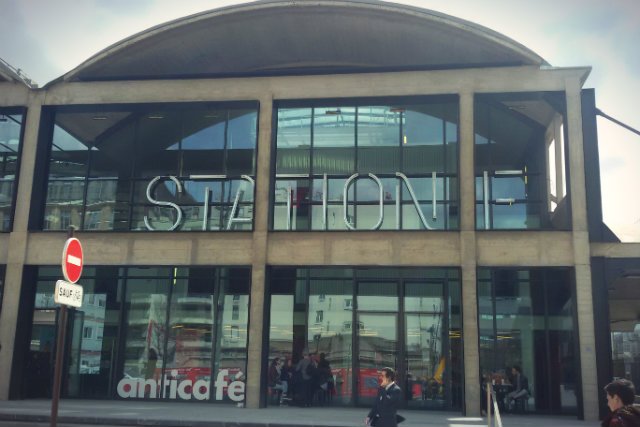 STATION F
SAUF
anticafé